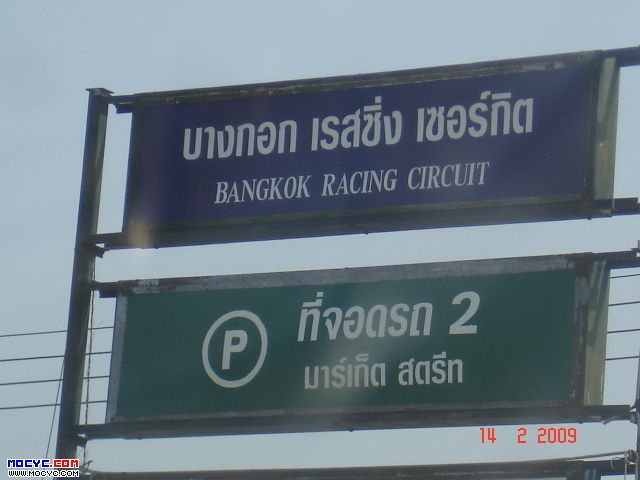 บางกอก เรสซิ่ง เซอร์กิต
BANGKOK RACING CIRCUIT
P ที่จอดรถ 2
มาร์เก็ต สตรีท
14 2 2009
MOCYC.COM
WWW.MOCYC.COM